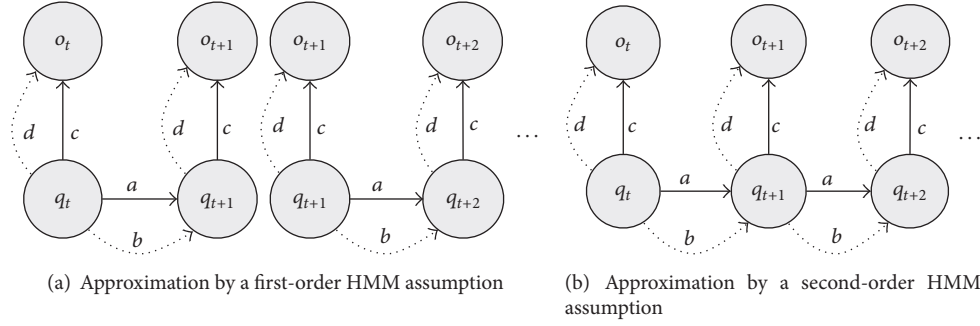 o_t o_{t+1} o_{t+1} o_{t+2}
d c d c d c d c ...
q_t a q_{t+1} q_{t+1} a q_{t+2}
b b
(a) Approximation by a first-order HMM assumption
o_t o_{t+1} o_{t+2}
d c d c d c ...
q_t a q_{t+1} a q_{t+2}
b b
(b) Approximation by a second-order HMM
assumption